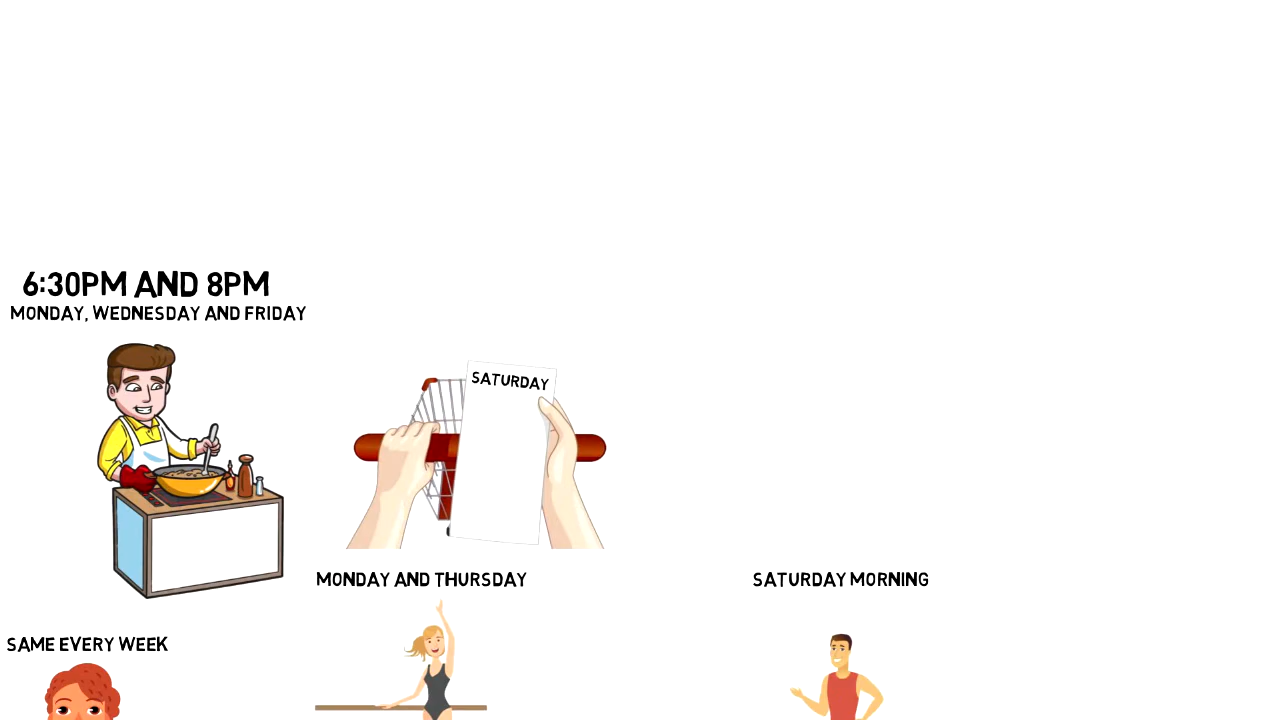 6:30PM AND 8PM
MONDAY, WEDNESDAY AND FRIDAY
SATURDAY
MONDAY AND THURSDAY
SATURDAY MORNING
SAME EVERY WEEK